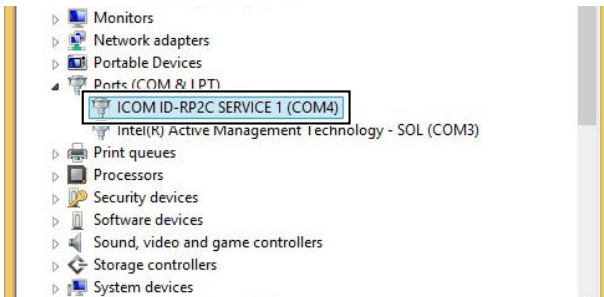 Monitors
Network adapters
Portable Devices
Ports (COM & LPT)
ICOM ID-RP2C SERVICE 1 (COM4)
Intel(R) Active Management Technology - SOL (COM3)
Print queues
Processors
Security devices
Software devices
Sound, video and game controllers
Storage controllers
System devices